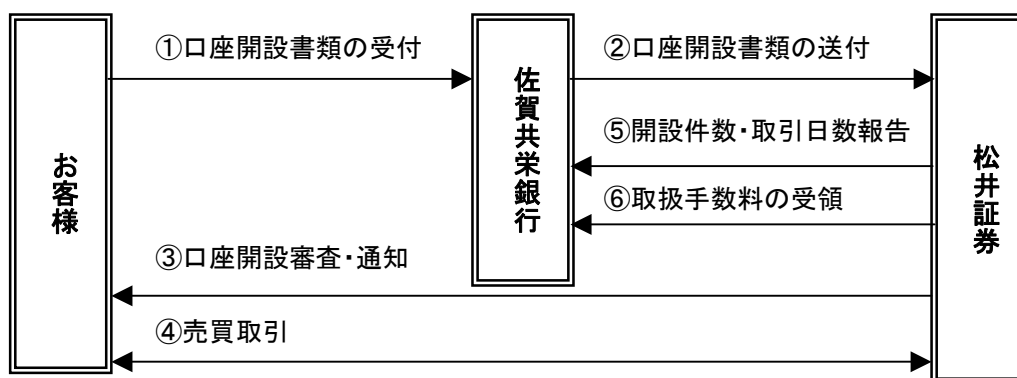 ①口座開設書類の受付
②口座開設書類の送付
お客様
佐賀共栄銀行
松井証券
⑤開設件数・取引日数報告
⑥取扱手数料の受領
③口座開設審査・通知
④売買取引